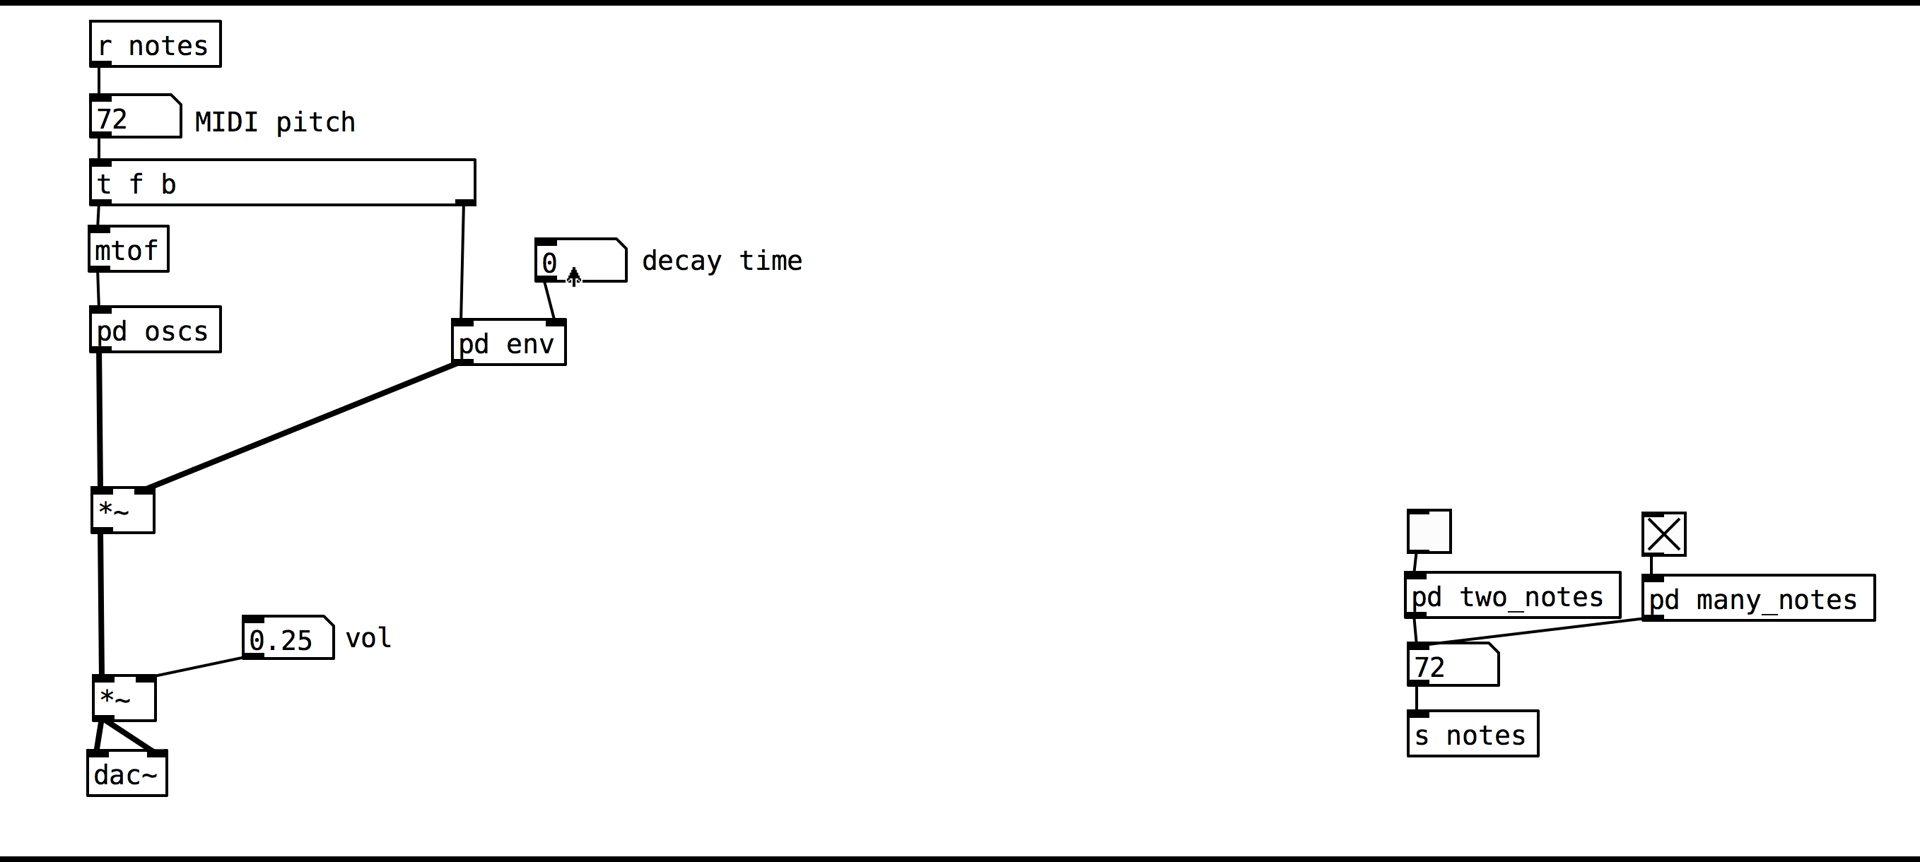 r notes
72
MIDI pitch
t f b
mtof
0
decay time
pd oscs
pd env
*~
0.25
vol
*~
dac~
pd two_notes
pd many_notes
72
s notes